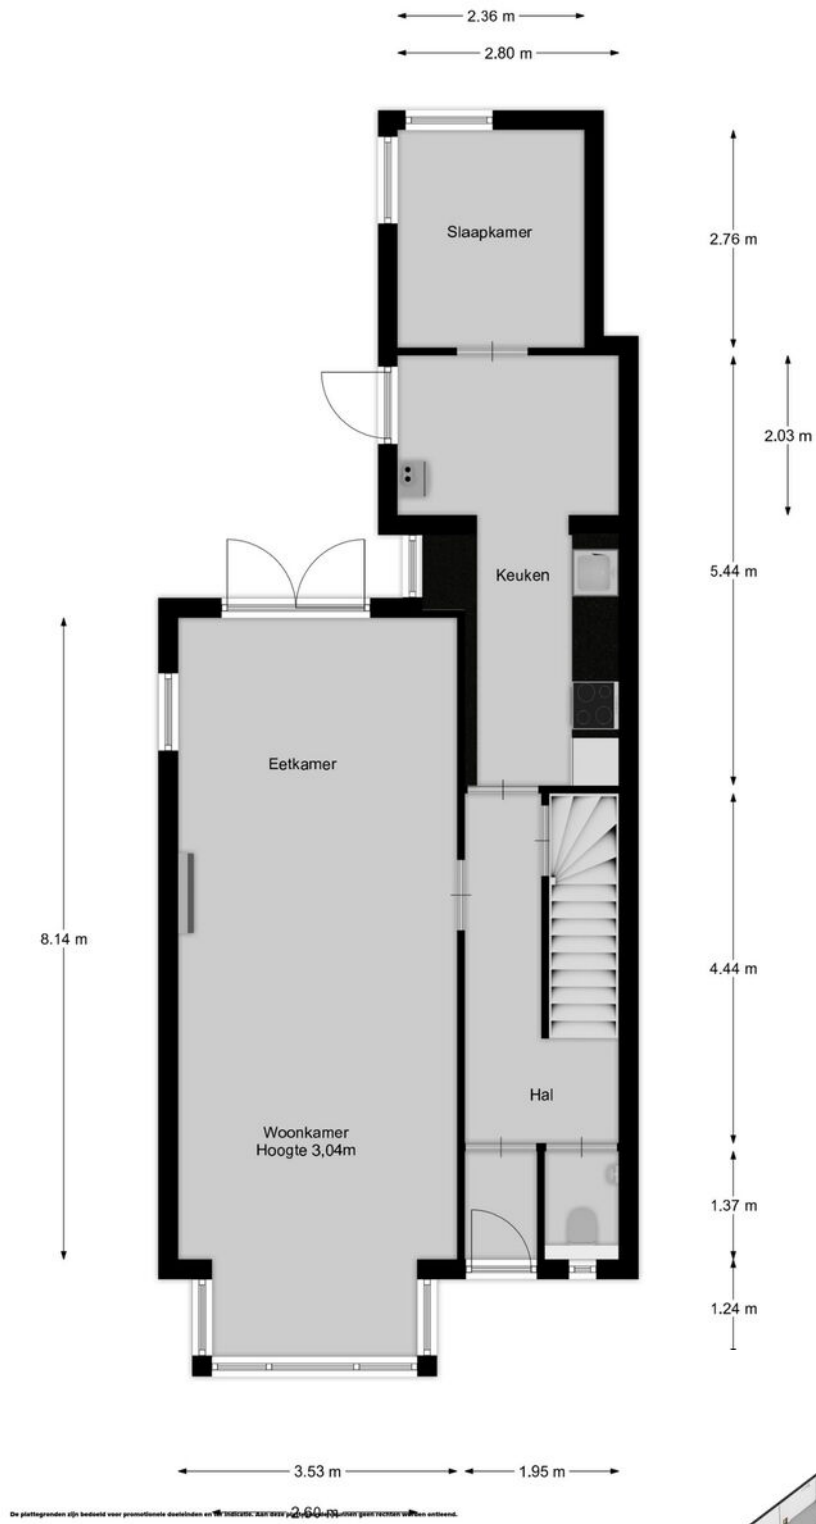 2.36 m
2.80 m
Slaapkamer
2.76 m
2.03 m
Keuken
5.44 m
Eetkamer
8.14 m
4.44 m
Hal
Woonkamer
Hoogte 3,04m
1.37 m
1.24 m
3.53 m
1.95 m
2.60 m
De plattegronden zijn bedoeld voor promotionele doeleinden en ter indicatie. Aan deze kunnen geen rechten worden ontleend.